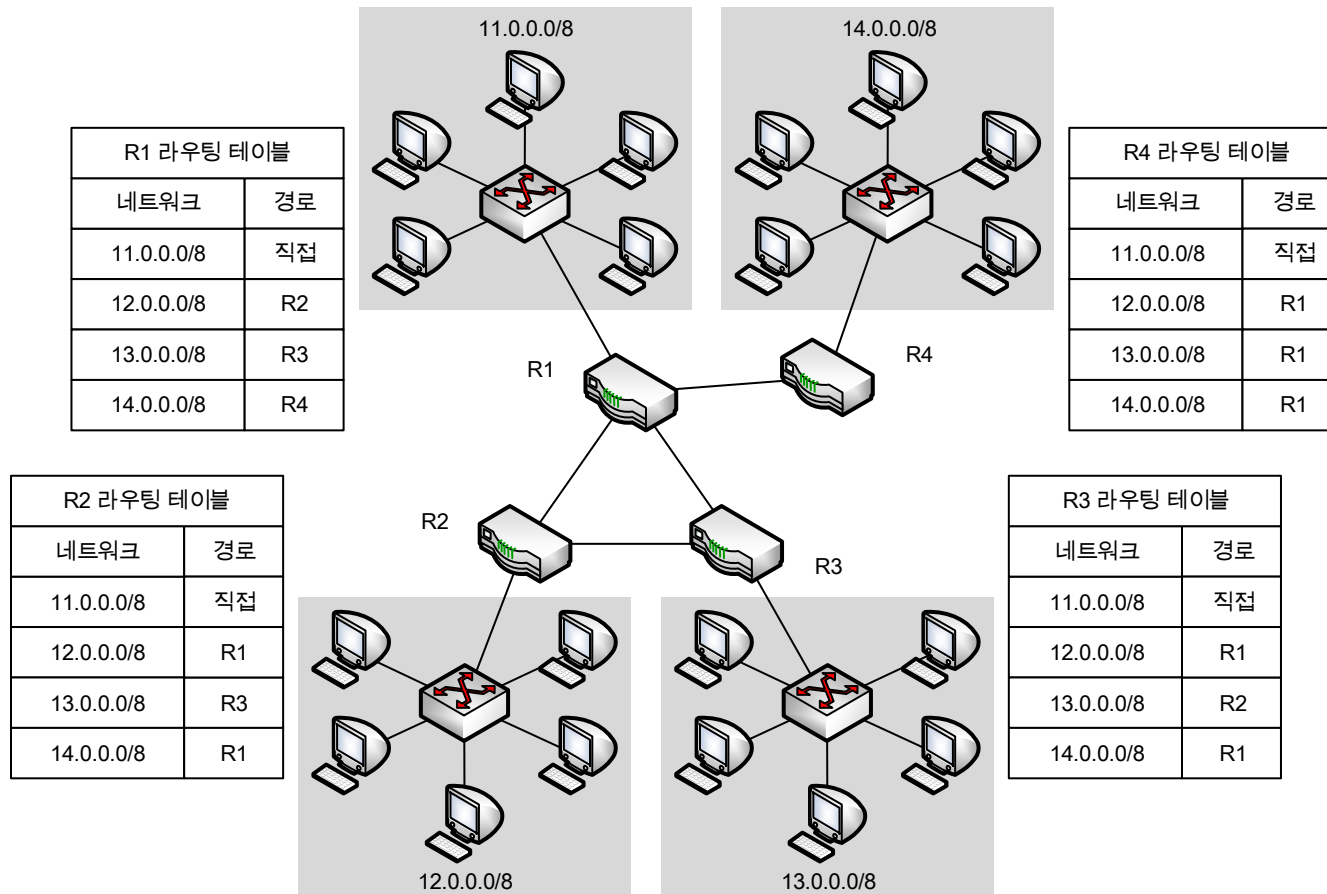 11.0.0.0/8
14.0.0.0/8
R1 라우팅 테이블
네트워크 경로
11.0.0.0/8 직접
12.0.0.0/8 R2
13.0.0.0/8 R3
14.0.0.0/8 R4
R4 라우팅 테이블
네트워크 경로
11.0.0.0/8 직접
12.0.0.0/8 R1
13.0.0.0/8 R1
14.0.0.0/8 R1
R1
R4
R2 라우팅 테이블
네트워크 경로
11.0.0.0/8 직접
12.0.0.0/8 R1
13.0.0.0/8 R3
14.0.0.0/8 R1
R2
R3
R3 라우팅 테이블
네트워크 경로
11.0.0.0/8 직접
12.0.0.0/8 R1
13.0.0.0/8 R2
14.0.0.0/8 R1
12.0.0.0/8
13.0.0.0/8